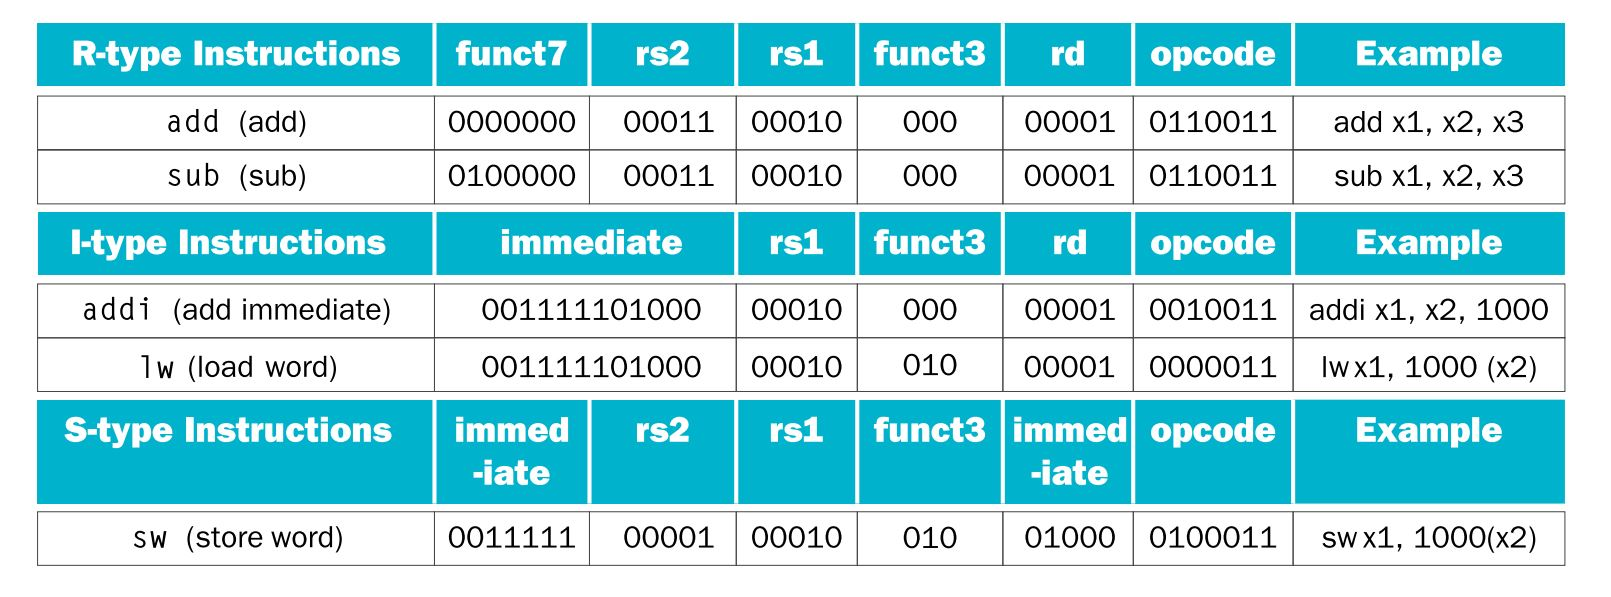 R-type Instructions funct7 rs2 rs1 funct3 rd opcode Example
add (add) 0000000 00011 00010 000 00001 0110011 add x1, x2, x3
sub (sub) 0100000 00011 00010 000 00001 0110011 sub x1, x2, x3
I-type Instructions immediate rs1 funct3 rd opcode Example
addi (add immediate) 001111101000 00010 000 00001 0010011 addi x1, x2, 1000
lw (load word) 001111101000 00010 010 00001 0000011 lw x1, 1000 (x2)
S-type Instructions immed rs2 rs1 funct3 immed opcode Example
-iate -iate
sw (store word) 0011111 00001 00010 010 01000 0100011 sw x1, 1000(x2)